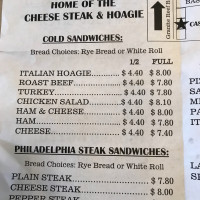 HOME OF THE
CHEESE STEAK & HOAGIE
COLD SANDWICHES:
Bread Choices: Rye Bread or White Roll
1/2 FULL
ITALIAN HOAGIE $ 4.40 $ 8.00
ROAST BEEF $ 4.40 $ 7.80
TURKEY $ 4.40 $ 7.80
CHICKEN SALAD $ 4.40 $ 8.10
HAM & CHEESE $ 4.40 $ 8.00
HAM $ 4.40 $ 7.80
CHEESE $ 4.40 $ 7.40
PHILADELPHIA STEAK SANDWICHES:
Bread Choices: Rye Bread or White Roll
PLAIN STEAK $ 7.80
CHEESE STEAK $ 8.00
PEPPER STEAK